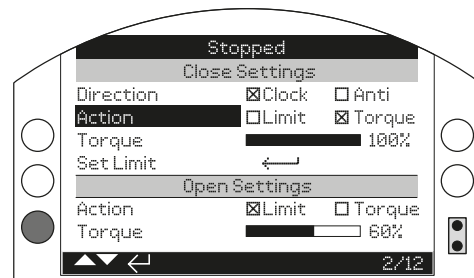 Stopped
Close Settings
Direction ☒Clock ☐Anti
Action ☐Limit ☒Torque
Torque 100%
Set Limit
Open Settings
Action ☒Limit ☐Torque
Torque 60%
2/12